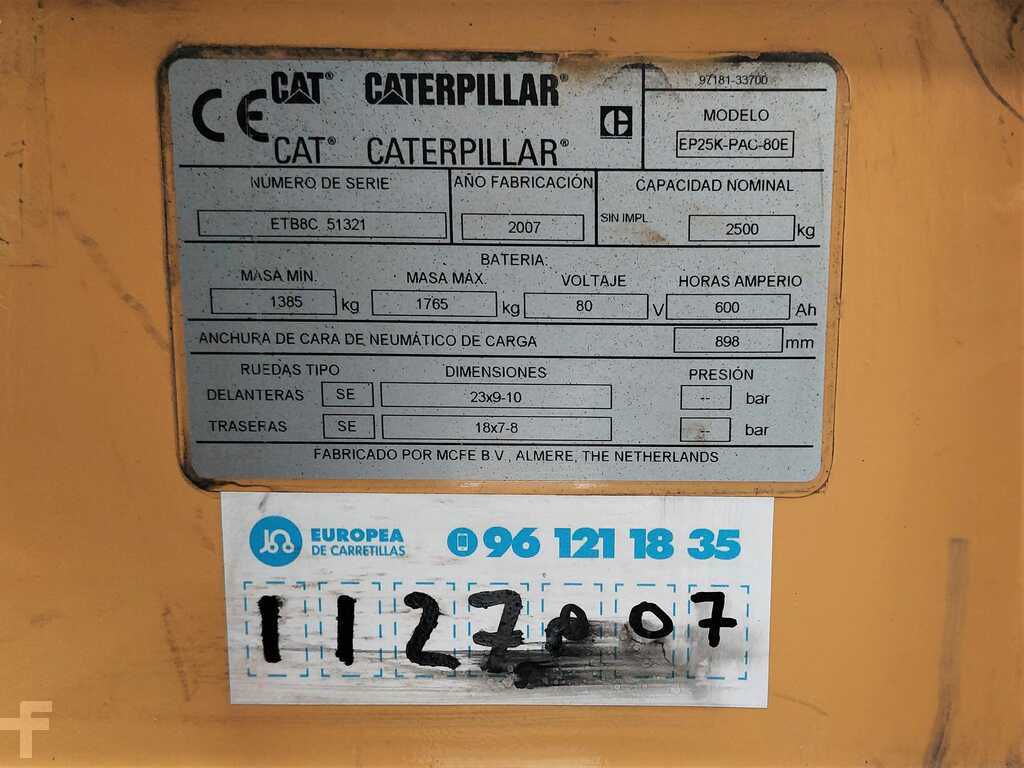 CE CAT® CATERPILLAR®
CAT® CATERPILLAR®
97181-33700
MODELO
EP25K-PAC-80E
NÚMERO DE SERIE
ETB8C 51321
AÑO FABRICACIÓN
2007
CAPACIDAD NOMINAL
SIN IMPL. 2500 kg
BATERIA:
MASA MÍN. MASA MÁX. VOLTAJE HORAS AMPERIO
1385 kg 1765 kg 80 V 600 Ah
ANCHURA DE CARA DE NEUMÁTICO DE CARGA 898 mm
RUEDAS TIPO DIMENSIONES PRESIÓN
DELANTERAS SE 23x9-10 -- bar
TRASERAS SE 18x7-8 -- bar
FABRICADO POR MCFE B.V., ALMERE, THE NETHERLANDS
EUROPEA
DE CARRETILLAS
96 121 18 35